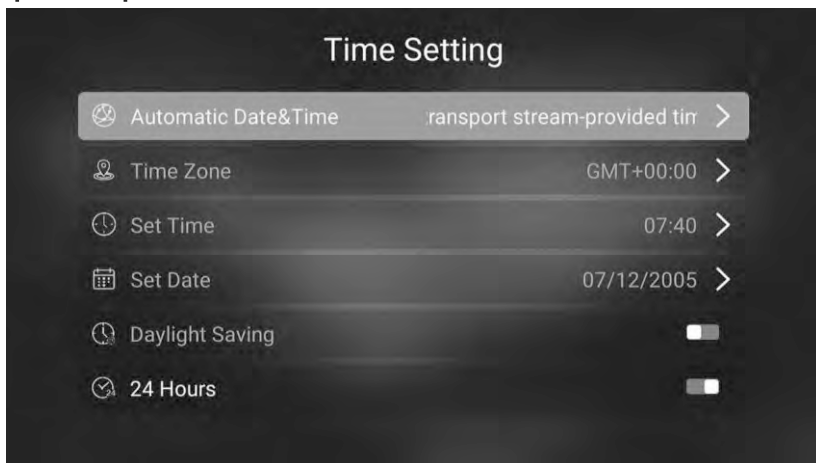 Time Setting
Automatic Date&Time ransport stream-provided tim
Time Zone GMT+00:00
Set Time 07:40
Set Date 07/12/2005
Daylight Saving
24 Hours